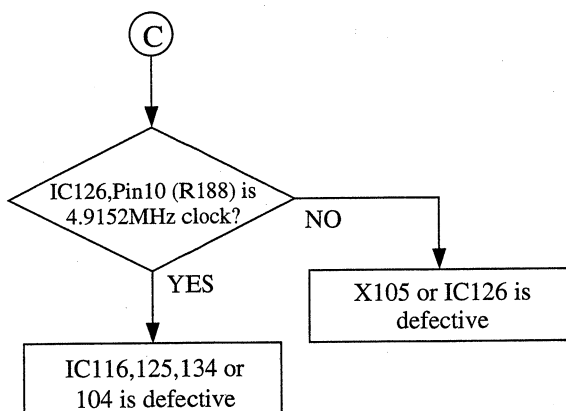 C
IC126,Pin10 (R188) is
4.9152MHz clock?
NO
YES
X105 or IC126 is
defective
IC116,125,134 or
104 is defective